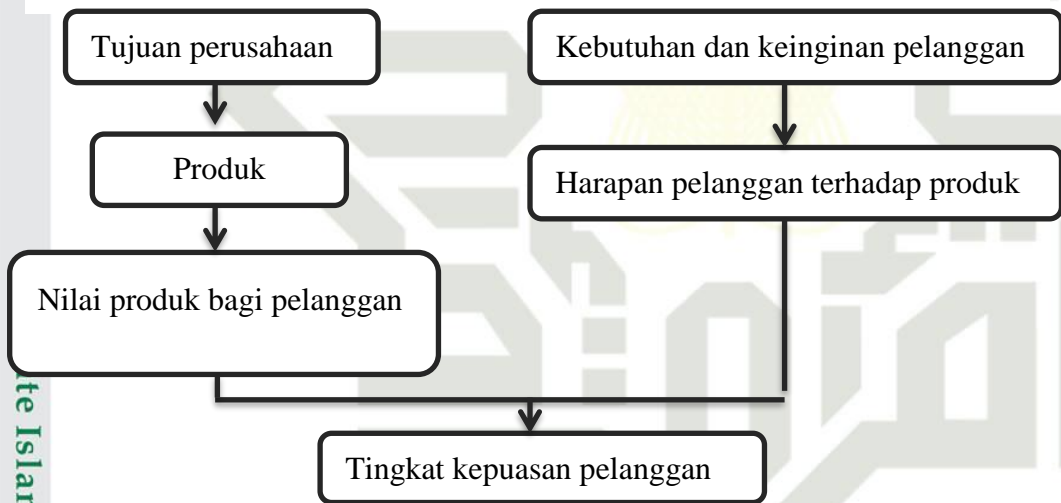 Tujuan perusahaan
Kebutuhan dan keinginan pelanggan
Produk
Harapan pelanggan terhadap produk
Nilai produk bagi pelanggan
Tingkat kepuasan pelanggan
te Islar